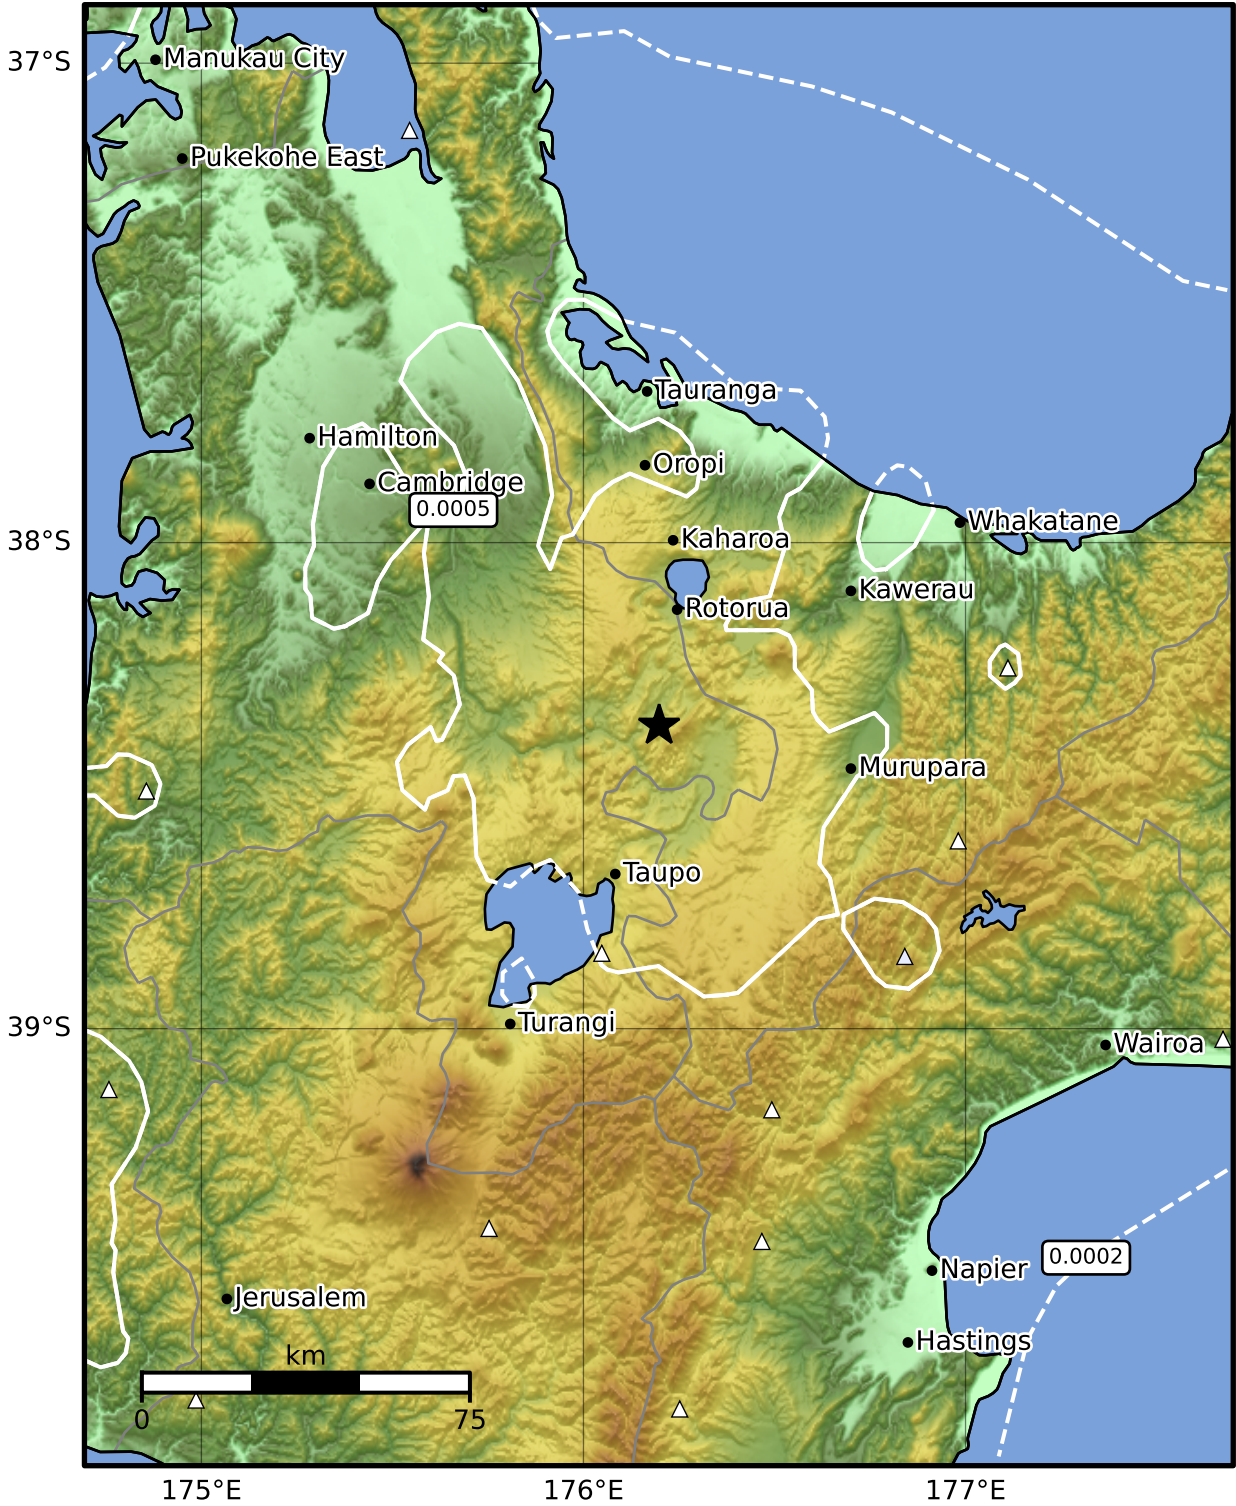 37°S
Manukau City
Pukekohe East
Tauranga
Hamilton
Oropi
Cambridge
0.0005
Whakatane
38°S
Kaharoa
Kawerau
Rotorua
Murupara
Taupo
Turangi
39°S
Wairoa
0.0002
Napier
Jerusalem
Hastings
km
0 75
175°E 176°E 177°E